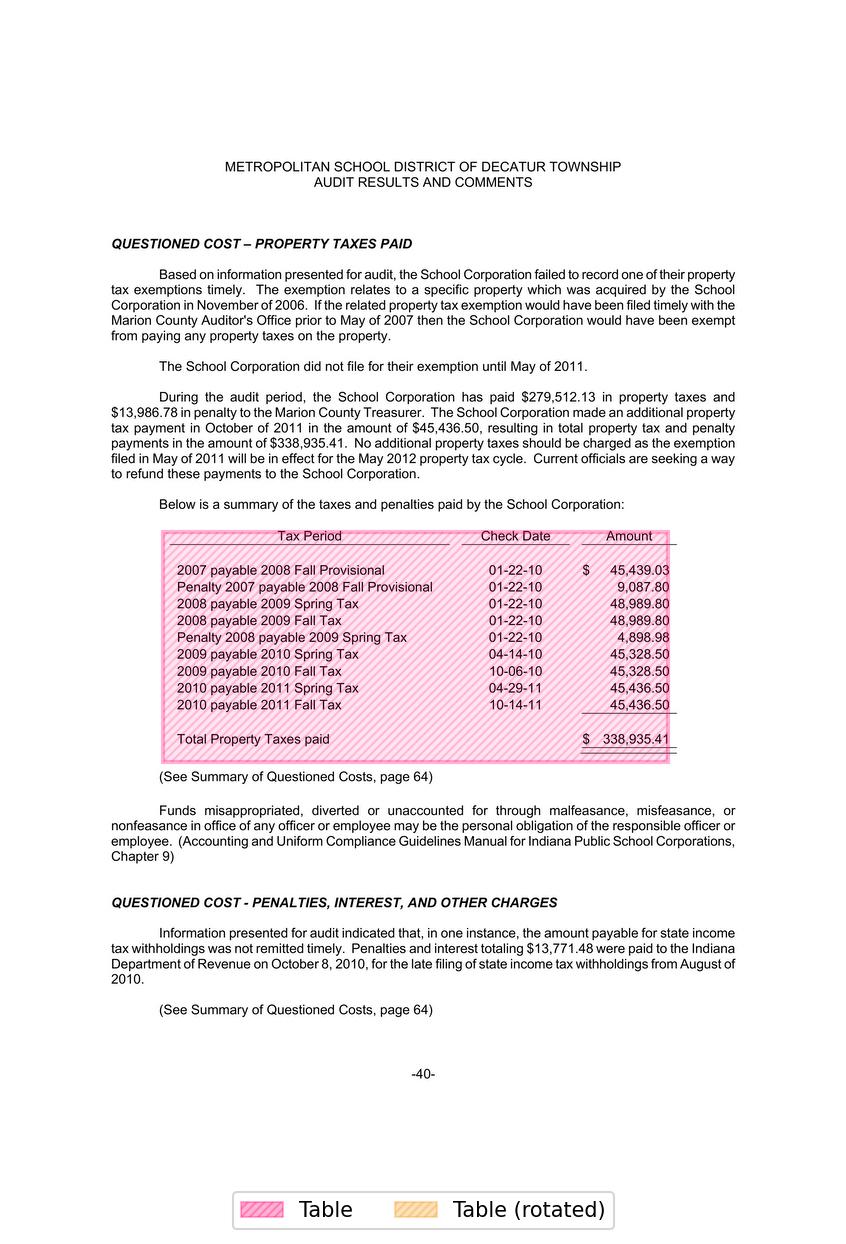 METROPOLITAN SCHOOL DISTRICT OF DECATUR TOWNSHIP
AUDIT RESULTS AND COMMENTS
QUESTIONED COST – PROPERTY TAXES PAID
Based on information presented for audit, the School Corporation failed to record one of their property
tax exemptions timely. The exemption relates to a specific property which was acquired by the School
Corporation in November of 2006. If the related property tax exemption would have been filed timely with the
Marion County Auditor's Office prior to May of 2007 then the School Corporation would have been exempt
from paying any property taxes on the property.
The School Corporation did not file for their exemption until May of 2011.
During the audit period, the School Corporation has paid $279,512.13 in property taxes and
$13,986.78 in penalty to the Marion County Treasurer. The School Corporation made an additional property
tax payment in October of 2011 in the amount of $45,436.50, resulting in total property tax and penalty
payments in the amount of $338,935.41. No additional property taxes should be charged as the exemption
filed in May of 2011 will be in effect for the May 2012 property tax cycle. Current officials are seeking a way
to refund these payments to the School Corporation.
Below is a summary of the taxes and penalties paid by the School Corporation:
Tax Period Check Date Amount
2007 payable 2008 Fall Provisional 01-22-10 $ 45,439.03
Penalty 2007 payable 2008 Fall Provisional 01-22-10 9,087.80
2008 payable 2009 Spring Tax 01-22-10 48,989.80
2008 payable 2009 Fall Tax 01-22-10 48,989.80
Penalty 2008 payable 2009 Spring Tax 01-22-10 4,898.98
2009 payable 2010 Spring Tax 04-14-10 45,328.50
2009 payable 2010 Fall Tax 10-06-10 45,328.50
2010 payable 2011 Spring Tax 04-29-11 45,436.50
2010 payable 2011 Fall Tax 10-14-11 45,436.50
Total Property Taxes paid $ 338,935.41
(See Summary of Questioned Costs, page 64)
Funds misappropriated, diverted or unaccounted for through malfeasance, misfeasance, or
nonfeasance in office of any officer or employee may be the personal obligation of the responsible officer or
employee. (Accounting and Uniform Compliance Guidelines Manual for Indiana Public School Corporations,
Chapter 9)
QUESTIONED COST - PENALTIES, INTEREST, AND OTHER CHARGES
Information presented for audit indicated that, in one instance, the amount payable for state income
tax withholdings was not remitted timely. Penalties and interest totaling $13,771.48 were paid to the Indiana
Department of Revenue on October 8, 2010, for the late filing of state income tax withholdings from August of
2010.
(See Summary of Questioned Costs, page 64)
-40-
Table Table (rotated)